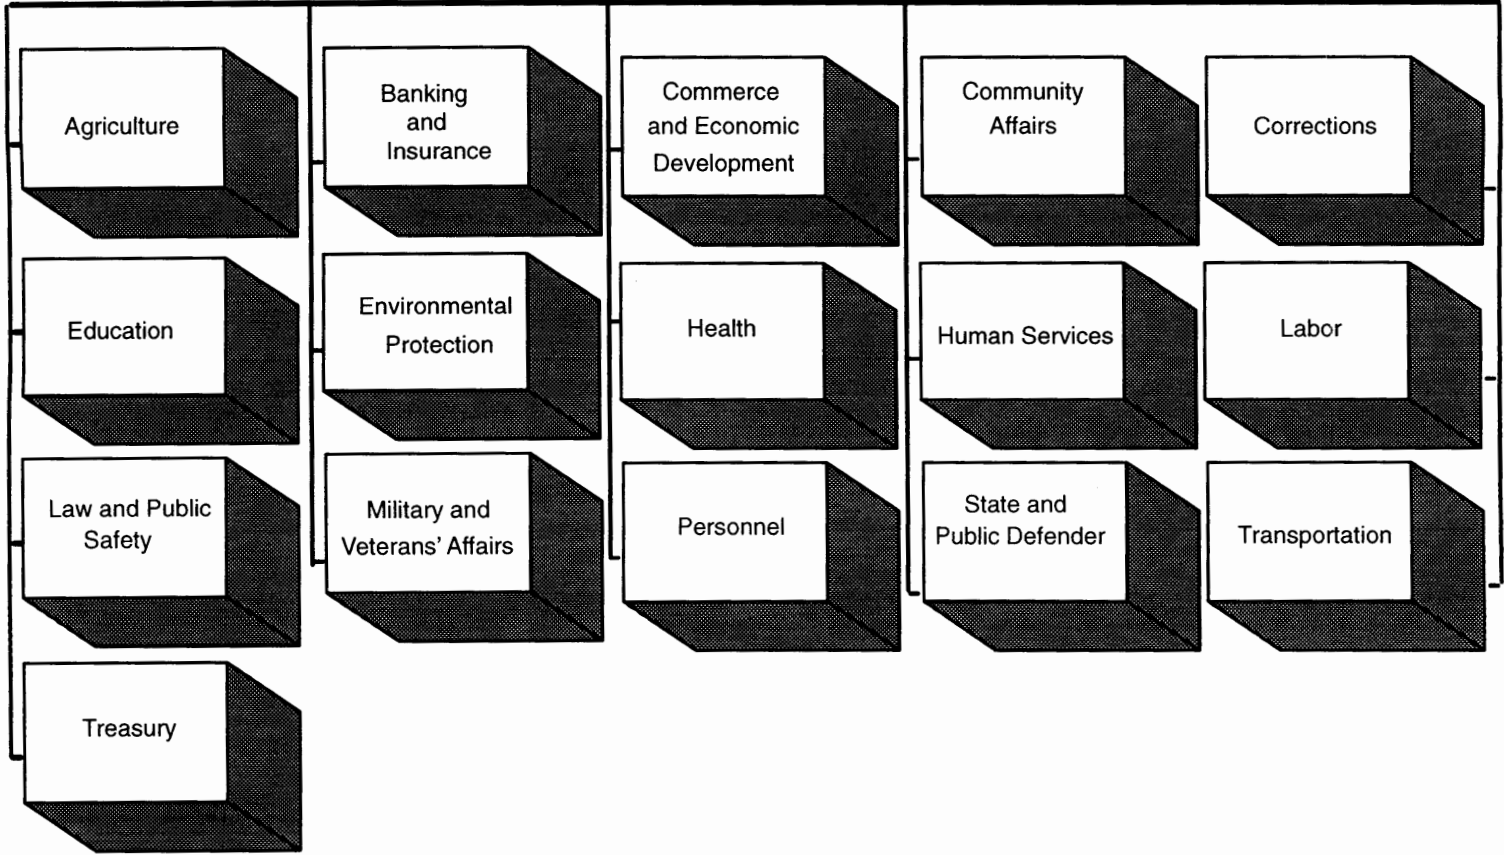 Agriculture
Banking
and
Insurance
Commerce
and Economic
Development
Community
Affairs
Corrections
Education
Environmental
Protection
Health
Human Services
Labor
Law and Public
Safety
Military and
Veterans’ Affairs
Personnel
State and
Public Defender
Transportation
Treasury